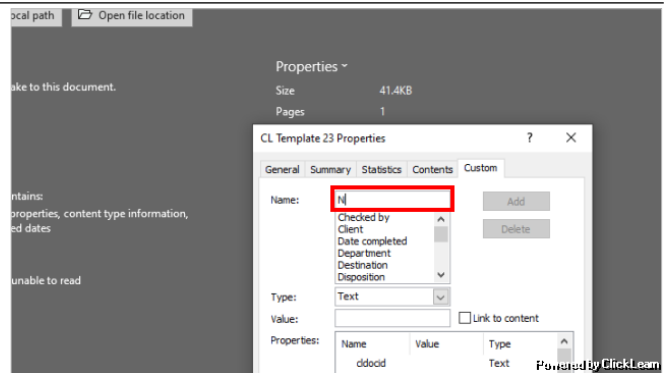 ocal path Open file location
Properties
ake to this document.
Size 41.4KB
Pages 1
CL Template 23 Properties ? X
General Summary Statistics Contents Custom
ntains:
properties, content type information,
ed dates
unable to read
Name: N Add
Checked by
Client Delete
Date completed
Department
Destination
Disposition
Type: Text
Value: Link to content
Properties: Name Value Type
cldocid Text
Powered by ClickLearn